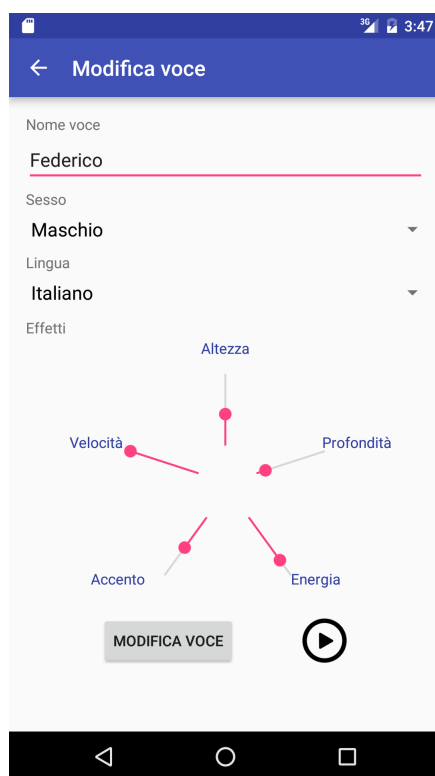 3G 3:47
Modifica voce
Nome voce
Federico
Sesso
Maschio
Lingua
Italiano
Effetti
Altezza
Velocità
Profondità
Accento
Energia
MODIFICA VOCE